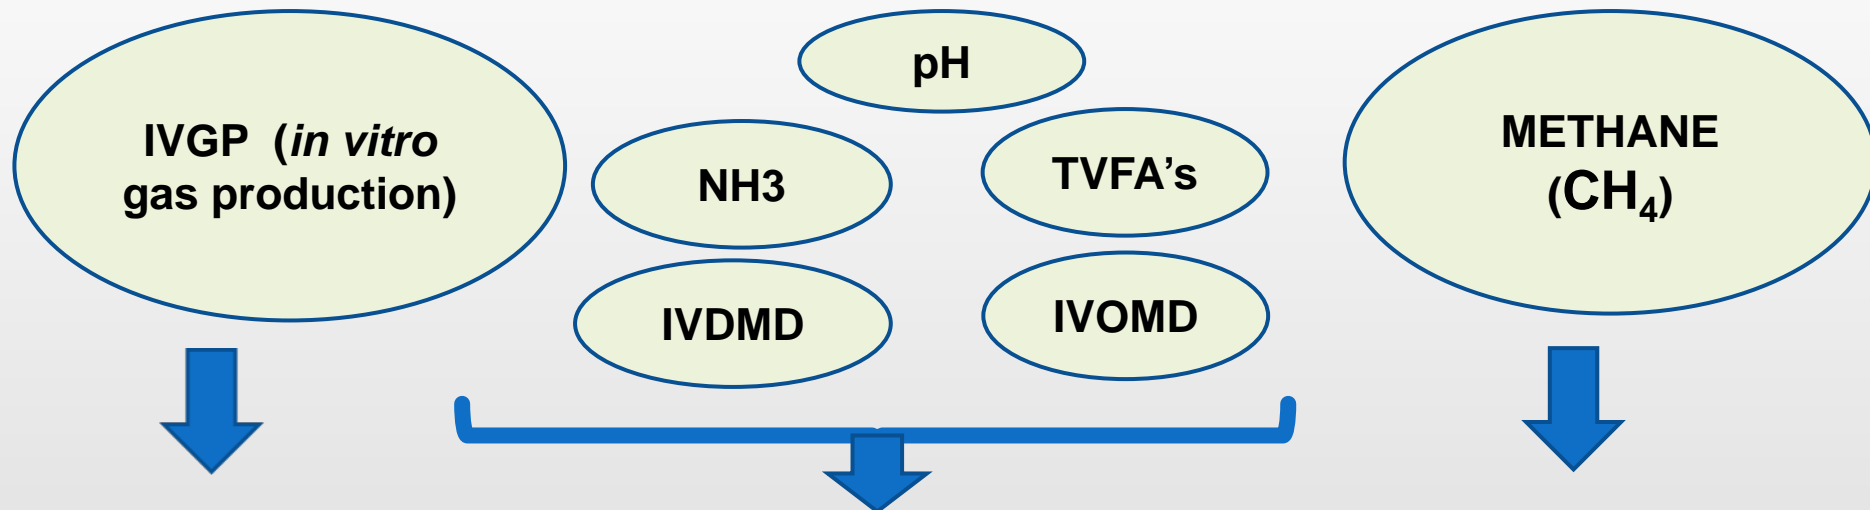 IVGP (in vitro
gas production)
pH
NH3
TVFA's
IVDMD
IVOMD
METHANE
(CH₄)